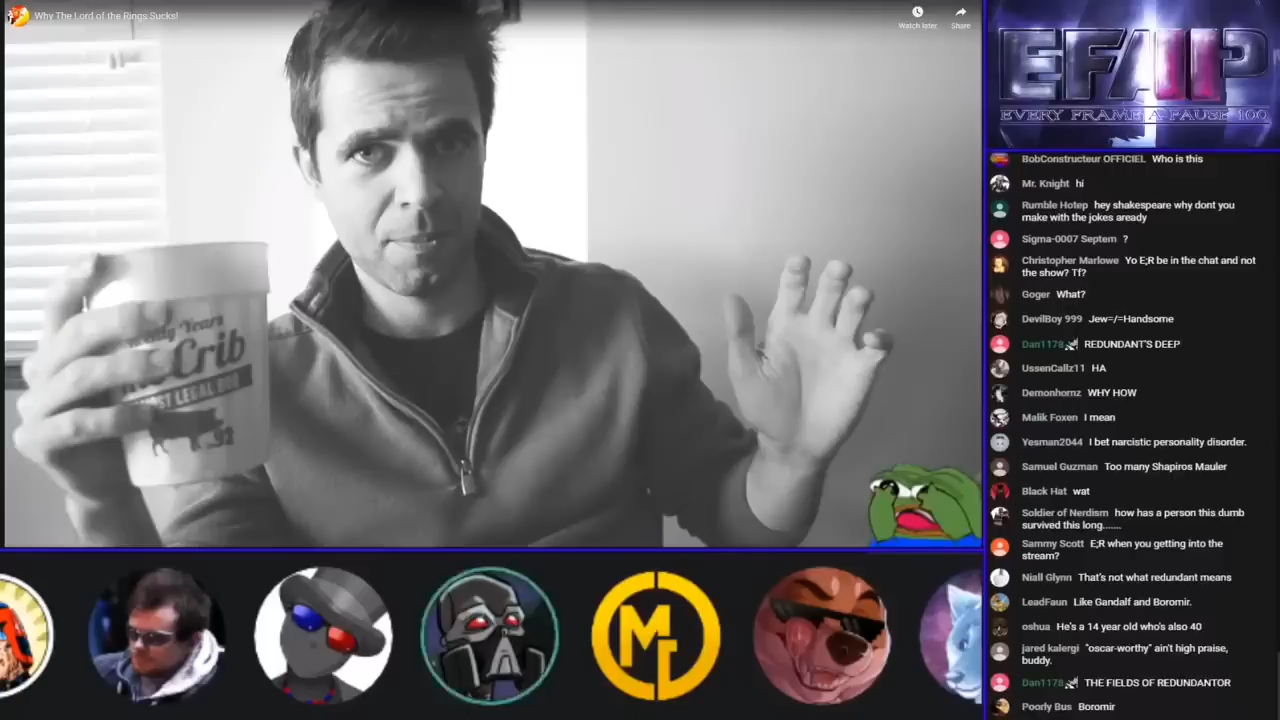 Why The Lord of the Rings Sucks!
Watch later
Share
Crib
92
EFAP
EVERY FRAME A PAUSE 100
BobConstructeur OFFICIEL Who is this
Mr. Knight hi
Rumble Hotep hey shakespeare why dont you
make with the jokes aready
Sigma-0007 Septem ?
Christopher Marlowe Yo E;R be in the chat and not
the show? Tf?
Goger What?
DevilBoy 999 Jew=/=Handsome
Dan1178 REDUNDANT'S DEEP
UssenCallz11 HA
Demonhornz WHY HOW
Malik Foxen I mean
Yesman2044 I bet narcistic personality disorder.
Samuel Guzman Too many Shapiros Mauler
Black Hat wat
Soldier of Nerdism how has a person this dumb
survived this long.......
Sammy Scott E;R when you getting into the
stream?
Niall Glynn That's not what redundant means
LeadFaun Like Gandalf and Boromir.
oshua He's a 14 year old who's also 40
jared kalergi "oscar-worthy" ain't high praise,
buddy.
Dan1178 THE FIELDS OF REDUNDANTOR
Poorly Bus Boromir